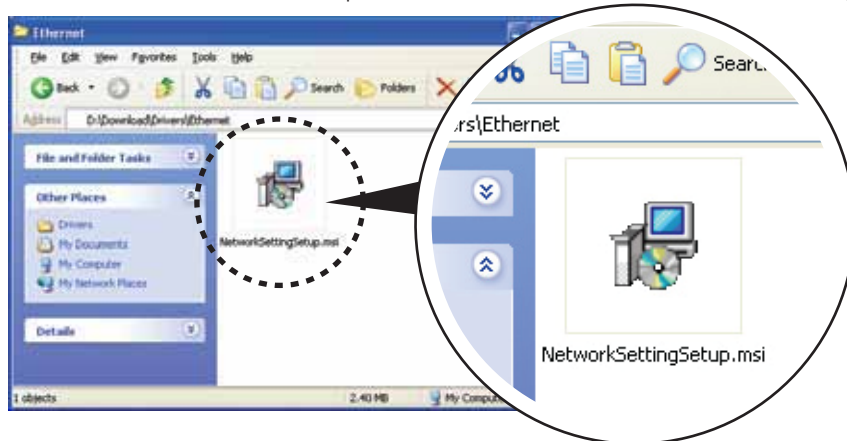 Ethernet
File Edit View Favorites Tools Help
Back Search Folders
Address D:\Download\Drivers\Ethernet
File and Folder Tasks
Other Places
Drivers
My Documents
My Computer
My Network Places
Details
NetworkSettingSetup.msi
1 objects 2.40 MB My Compu
Searc
rs\Ethernet
NetworkSettingSetup.msi